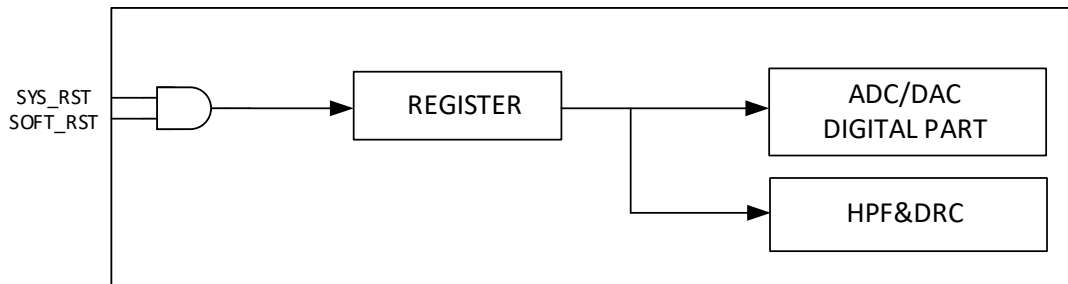 SYS_RST
SOFT_RST
REGISTER
ADC/DAC
DIGITAL PART
HPF&DRC